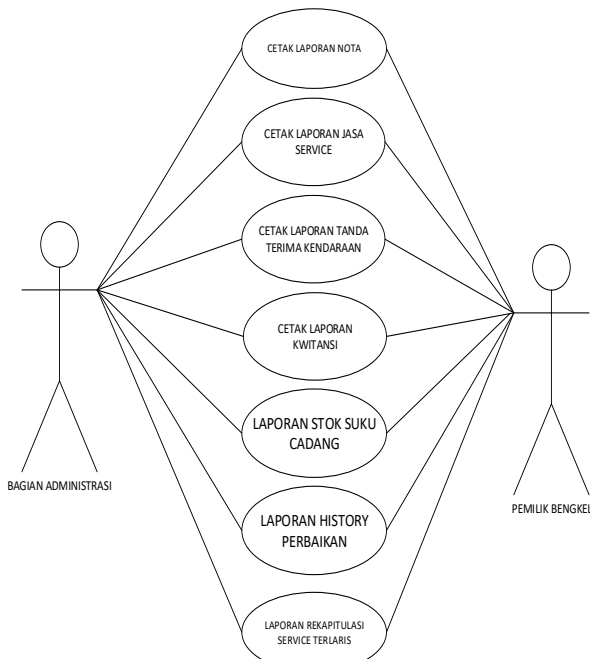 CETAK LAPORAN NOTA
CETAK LAPORAN JASA
SERVICE
CETAK LAPORAN TANDA
TERIMA KENDARAAN
CETAK LAPORAN
KWITANSI
LAPORAN STOK SUKU
CADANG
BAGIAN ADMINISTRASI
PEMILIK BENGKEL
LAPORAN HISTORY
PERBAIKAN
LAPORAN REKAPITULASI
SERVICE TERLARIS